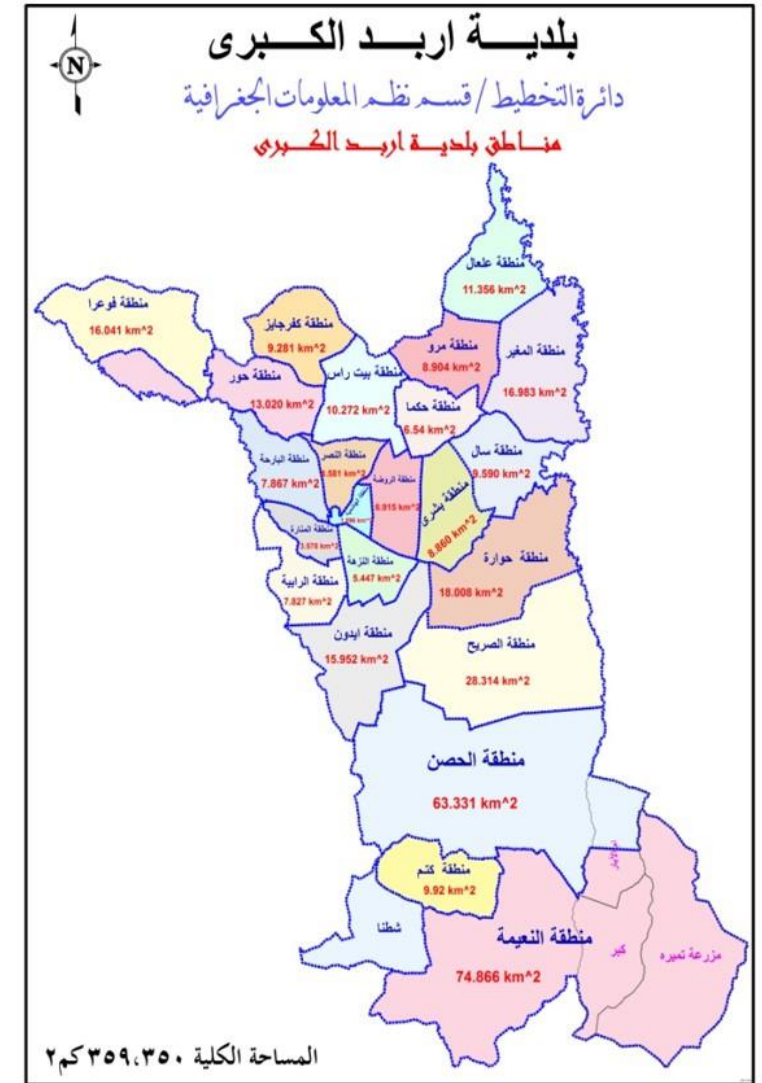 N
بلديـــة اربـــد الكـــبرى
دائرة التخطيط / قسم نظم المعلومات الجغرافية
مناطق بلدية اربد الكبرى
منطقة علعال
11.356 km^2
منطقة فوعرا
16.041 km^2
منطقة كفرجايز
9.281 km^2
منطقة مرو
8.904 km^2
منطقة المغير
16.983 km^2
منطقة حور
13.020 km^2
منطقة بيت راس
10.272 km^2
منطقة حكما
6.54 km^2
منطقة سال
9.590 km^2
منطقة البارحة
7.867 km^2
منطقة النصر
منطقة الروضة
منطقة بشرى
8.860 km^2
منطقة المنارة
منطقة النزهة
5.447 km^2
منطقة حوارة
18.008 km^2
منطقة الرابية
7.827 km^2
منطقة ايدون
15.952 km^2
منطقة الصريح
28.314 km^2
منطقة الحصن
63.331 km^2
منطقة كتم
9.92 km^2
شطنا
منطقة النعيمة
74.866 km^2
كبر
مزرعة تميره
المساحة الكلية ٣٥٩،٣٥٠ كم٢